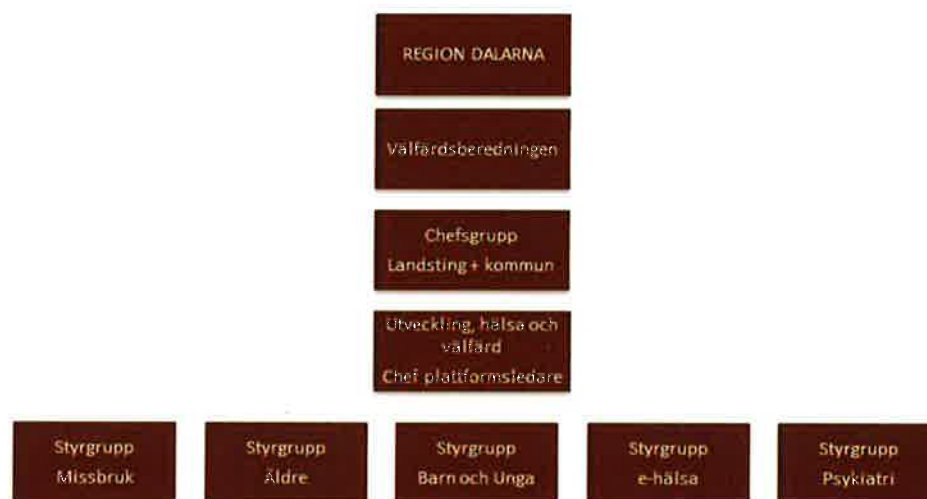 REGION DALARNA
Välfärdsberedningen
Chefsgrupp
Landsting + kommun
Utveckling, hälsa och
välfärd
Chef plattformsledare
Styrgrupp
Missbruk
Styrgrupp
Äldre
Styrgrupp
Barn och Unga
Styrgrupp
e-hälsa
Styrgrupp
Psykiatri